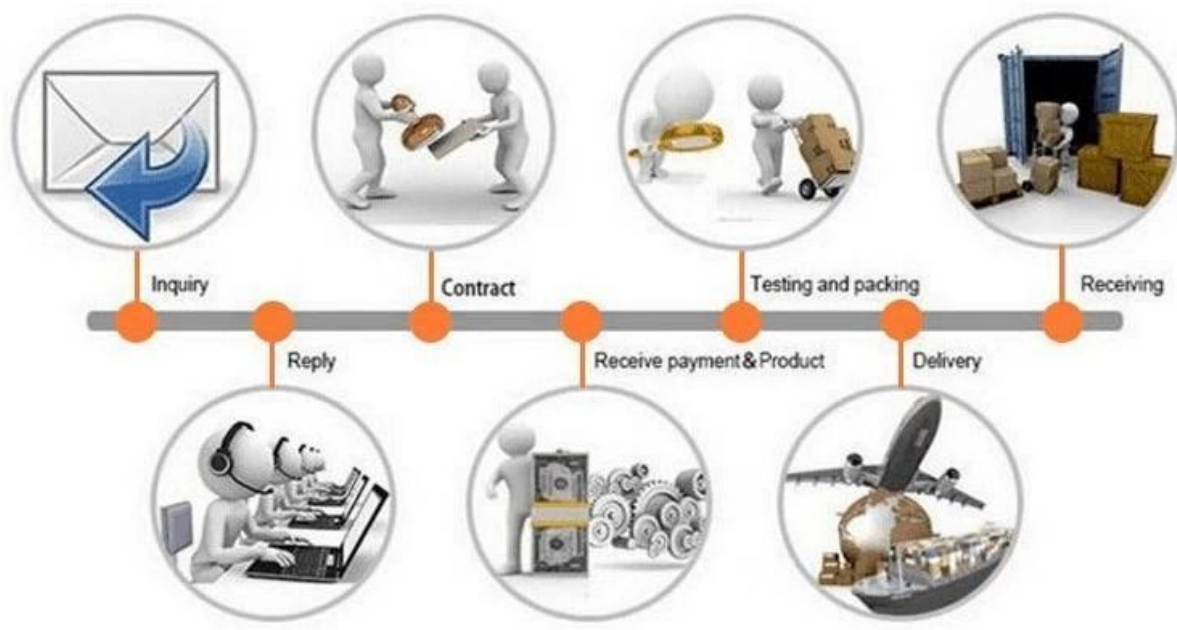 Inquiry
Contract
Testing and packing
Receiving
Reply
Receive payment&Product
Delivery